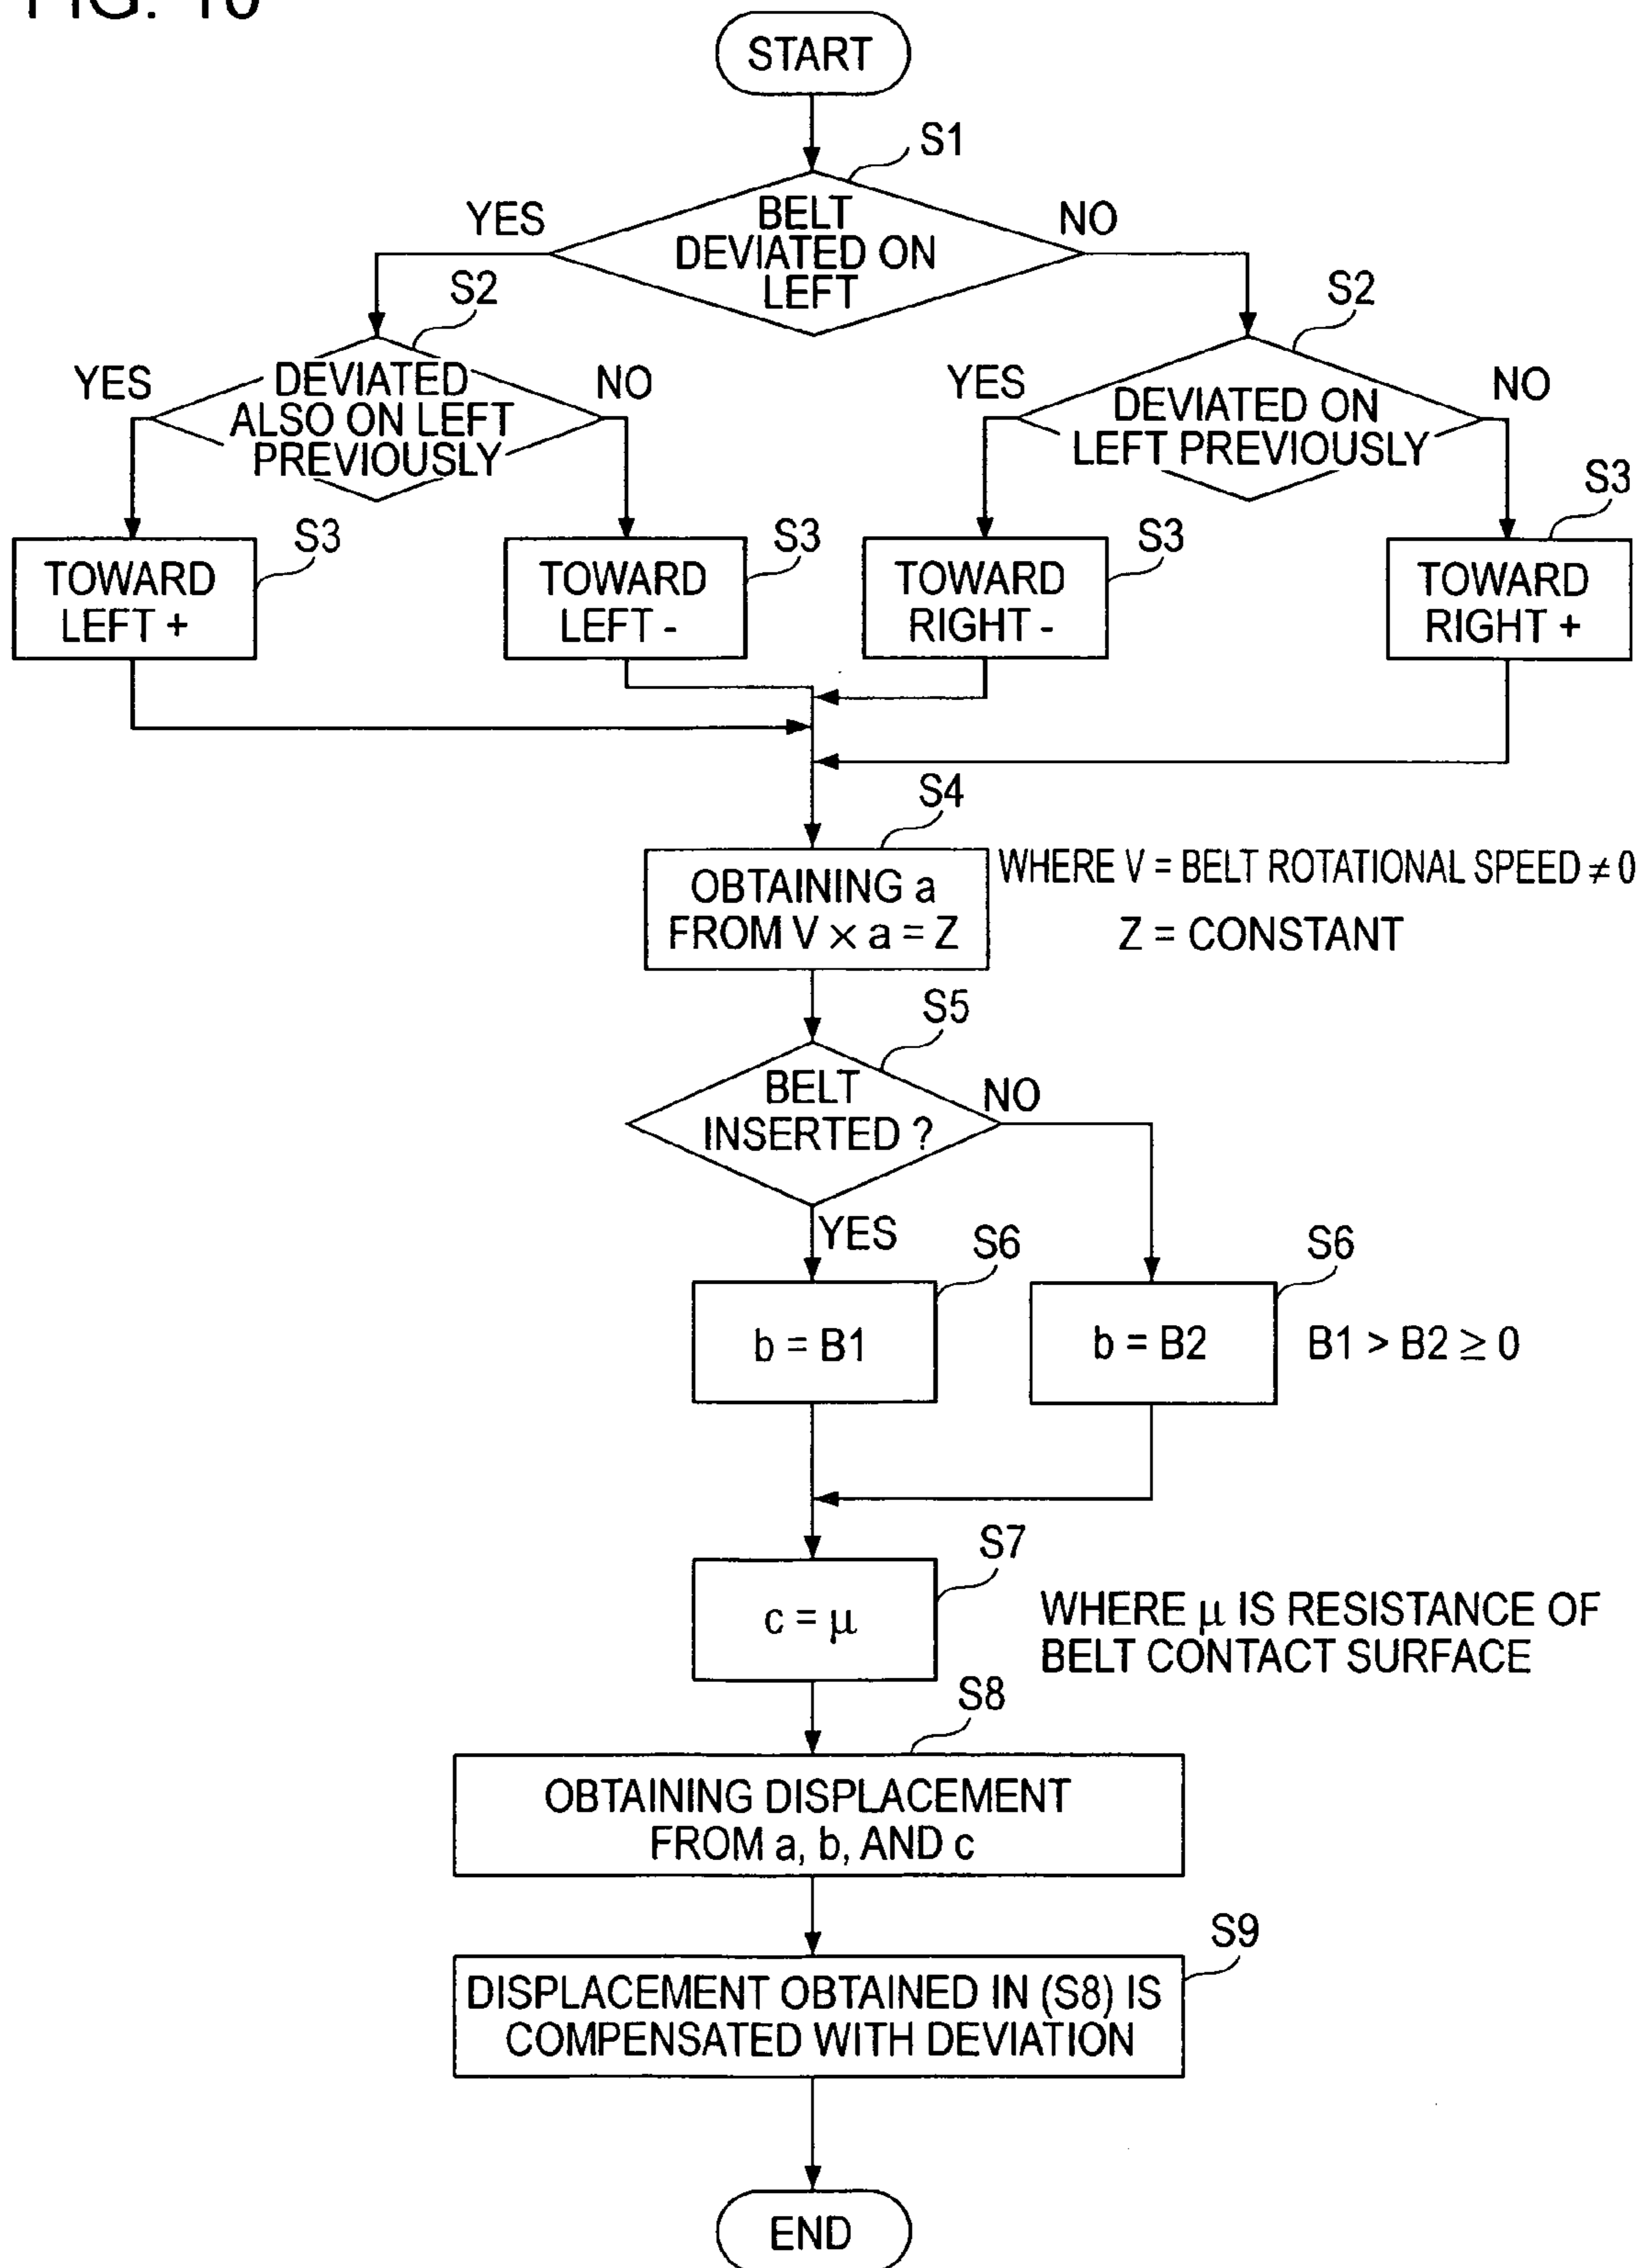 FIG. 10
START
S1
YES
BELT
DEVIATED ON
LEFT
NO
S2
YES
DEVIATED
ALSO ON LEFT
PREVIOUSLY
NO
S2
YES
DEVIATED ON
LEFT PREVIOUSLY
NO
S3
TOWARD
LEFT +
S3
TOWARD
LEFT -
S3
TOWARD
RIGHT -
S3
TOWARD
RIGHT +
S4
OBTAINING a
FROM V × a = Z
WHERE V = BELT ROTATIONAL SPEED ≠ 0
Z = CONSTANT
S5
BELT
INSERTED ?
NO
YES
S6
b = B1
S6
b = B2
B1 > B2 ≥ 0
S7
c = µ
WHERE µ IS RESISTANCE OF
BELT CONTACT SURFACE
S8
OBTAINING DISPLACEMENT
FROM a, b, AND c
S9
DISPLACEMENT OBTAINED IN (S8) IS
COMPENSATED WITH DEVIATION
END